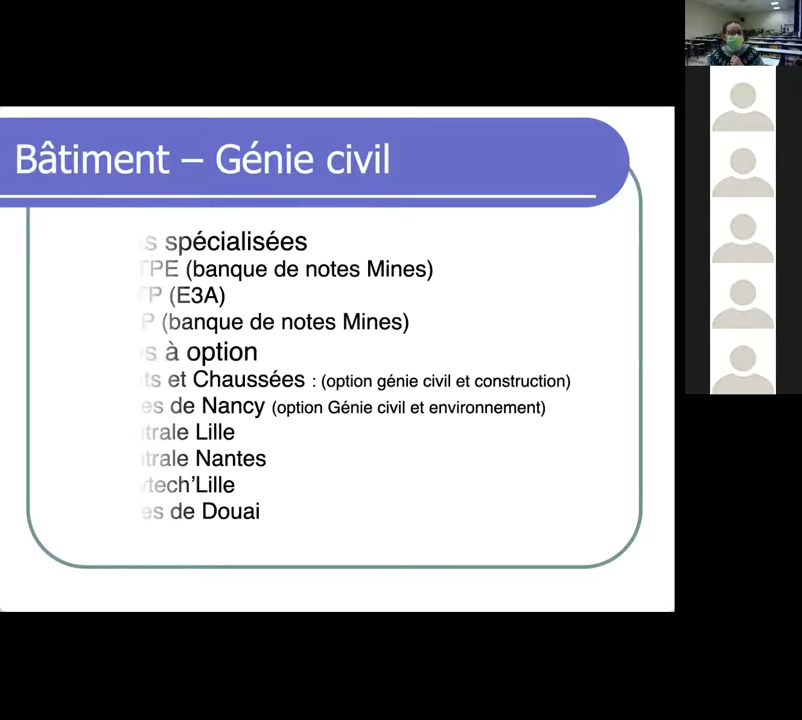 Bâtiment – Génie civil
s spécialisées
TPE (banque de notes Mines)
TP (E3A)
P (banque de notes Mines)
s à option
ts et Chaussées : (option génie civil et construction)
es de Nancy (option Génie civil et environnement)
trale Lille
trale Nantes
ytech’Lille
es de Douai